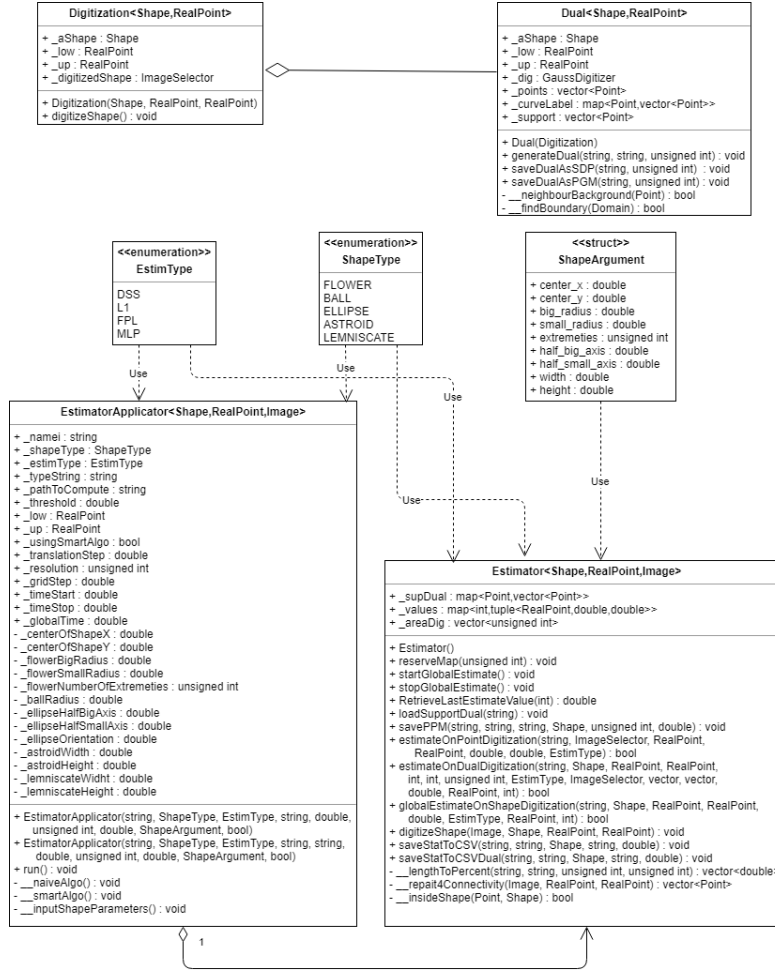 Digitization<Shape,RealPoint>
+ _aShape : Shape
+ _low : RealPoint
+ _up : RealPoint
+ _digitizedShape : ImageSelector
+ Digitization(Shape, RealPoint, RealPoint)
+ digitizeShape() : void
Dual<Shape,RealPoint>
+ _aShape : Shape
+ _low : RealPoint
+ _up : RealPoint
+ _dig : GaussDigitizer
+ _points : vector<Point>
+ _curveLabel : map<Point,vector<Point>>
+ _support : vector<Point>
+ Dual(Digitization)
+ generateDual(string, string, unsigned int) : void
+ saveDualAsSDP(string, unsigned int) : void
+ saveDualAsPGM(string, unsigned int) : void
- __neighbourBackground(Point) : bool
- __findBoundary(Domain) : bool
<<enumeration>>
EstimType
DSS
L1
FPL
MLP
<<enumeration>>
ShapeType
FLOWER
BALL
ELLIPSE
ASTROID
LEMNISCATE
<<struct>>
ShapeArgument
+ center_x : double
+ center_y : double
+ big_radius : double
+ small_radius : double
+ extremeties : unsigned int
+ half_big_axis : double
+ half_small_axis : double
+ width : double
+ height : double
Use
Use
Use
Use
Use
EstimatorApplicator<Shape,RealPoint,Image>
+ _namei : string
+ _shapeType : ShapeType
+ _estimType : EstimType
+ _typeString : string
+ _pathToCompute : string
+ _threshold : double
+ _low : RealPoint
+ _up : RealPoint
+ _usingSmartAlgo : bool
+ _translationStep : double
+ _resolution : unsigned int
+ _gridStep : double
+ _timeStart : double
+ _timeStop : double
+ _globalTime : double
- _centerOfShapeX : double
- _centerOfShapeY : double
- _flowerBigRadius : double
- _flowerSmallRadius : double
- _flowerNumberOfExtremeties : unsigned int
- _ballRadius : double
- _ellipseHalfBigAxis : double
- _ellipseHalfSmallAxis : double
- _ellipseOrientation : double
- _astroidWidth : double
- _astroidHeight : double
- _lemniscateWidht : double
- _lemniscateHeight : double
+ EstimatorApplicator(string, ShapeType, EstimType, string, double,
unsigned int, double, ShapeArgument, bool)
+ EstimatorApplicator(string, ShapeType, EstimType, string, string,
double, unsigned int, double, ShapeArgument, bool)
+ run() : void
- __naiveAlgo() : void
- __smartAlgo() : void
- __inputShapeParameters() : void
Estimator<Shape,RealPoint,Image>
+ _supDual : map<Point,vector<Point>>
+ _values : map<int,tuple<RealPoint,double,double>>
+ _areaDig : vector<unsigned int>
+ Estimator()
+ reserveMap(unsigned int) : void
+ startGlobalEstimate() : void
+ stopGlobalEstimate() : void
+ RetrieveLastEstimateValue(int) : double
+ loadSupportDual(string) : void
+ savePPM(string, string, string, Shape, unsigned int, double) : void
+ estimateOnPointDigitization(string, ImageSelector, RealPoint,
RealPoint, double, double, EstimType) : bool
+ estimateOnDualDigitization(string, Shape, RealPoint, RealPoint,
int, int, unsigned int, EstimType, ImageSelector, vector, vector,
double, RealPoint, int) : bool
+ globalEstimateOnShapeDigitization(string, Shape, RealPoint, RealPoint,
double, EstimType, RealPoint, int) : bool
+ digitizeShape(Image, Shape, RealPoint, RealPoint) : void
+ saveStatToCSV(string, string, Shape, string, double) : void
+ saveStatToCSVDual(string, string, Shape, string, double) : void
- __lengthToPercent(string, string, unsigned int, unsigned int) : vector<double>
- __repait4Connectivity(Image, RealPoint, RealPoint) : vector<Point>
- __insideShape(Point, Shape) : bool
1